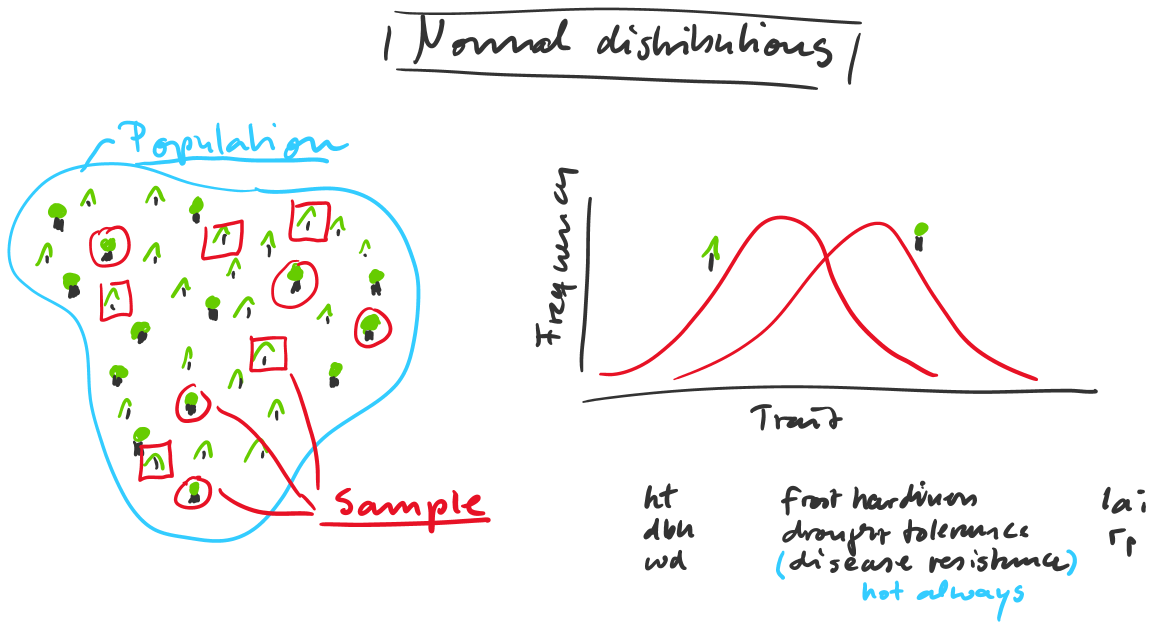 Normal distributions
Population
Sample
Frequency
Trait
ht
dbh
wd
frost hardiness
drought tolerance
(disease resistance)
not always
lai
rp